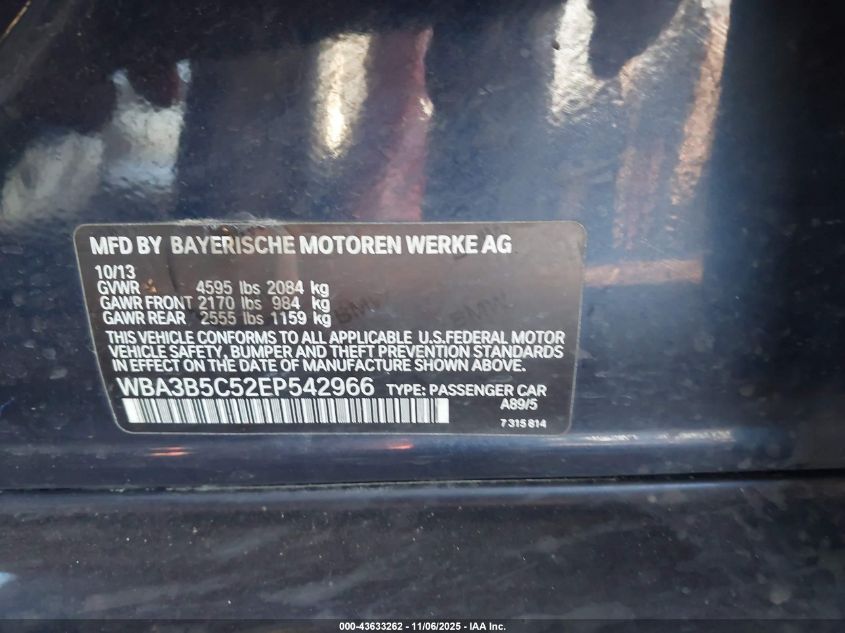 MFD BY BAYERISCHE MOTOREN WERKE AG
10/13
GVWR 4595 lbs 2084 kg
GAWR FRONT 2170 lbs 984 kg
GAWR REAR 2555 lbs 1159 kg
THIS VEHICLE CONFORMS TO ALL APPLICABLE U.S.FEDERAL MOTOR
VEHICLE SAFETY, BUMPER AND THEFT PREVENTION STANDARDS
IN EFFECT ON THE DATE OF MANUFACTURE SHOWN ABOVE.
WBA3B5C52EP542966 TYPE: PASSENGER CAR
A89/5
7 315 814
000-43633262 - 11/06/2025 - IAA Inc.